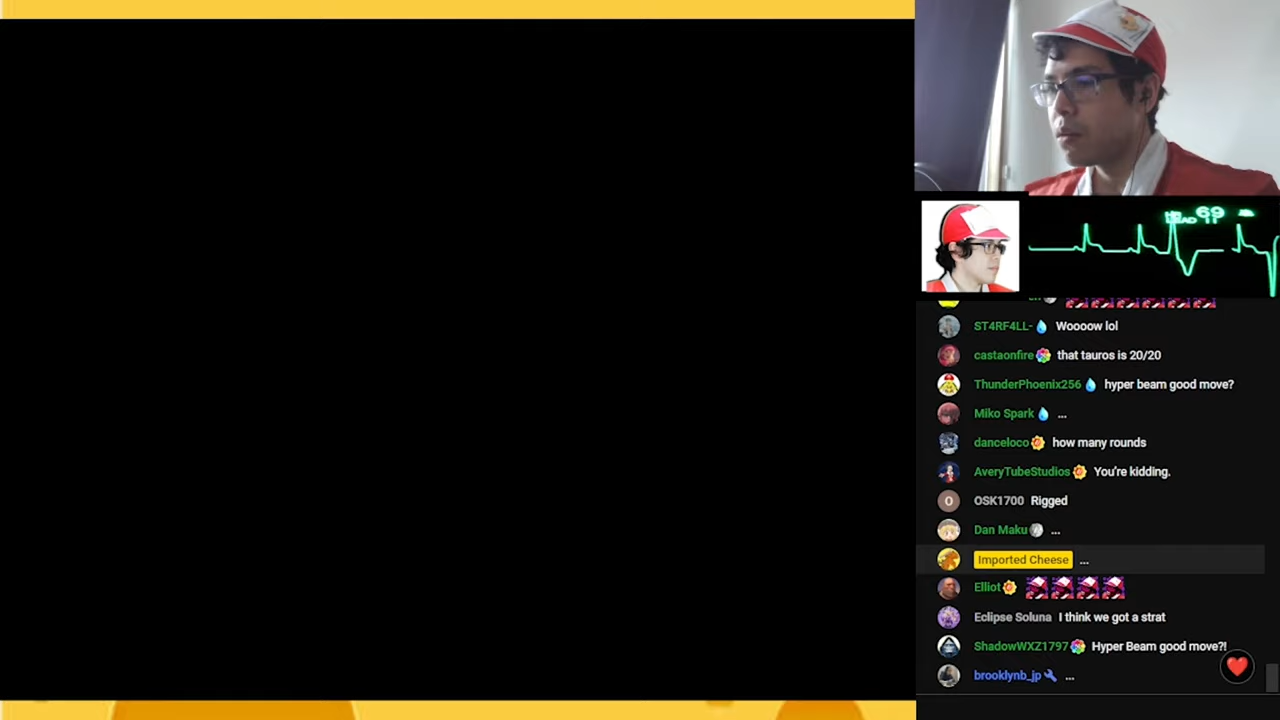 69
ST4RF4LL- Woooow lol
castaonfire that tauros is 20/20
ThunderPhoenix256 hyper beam good move?
Miko Spark ...
danceloco how many rounds
AveryTubeStudios You're kidding.
O OSK1700 Rigged
Dan Maku ...
Imported Cheese ...
Elliot
Eclipse Soluna I think we got a strat
ShadowWXZ1797 Hyper Beam good move?!
brooklynb_jp ...